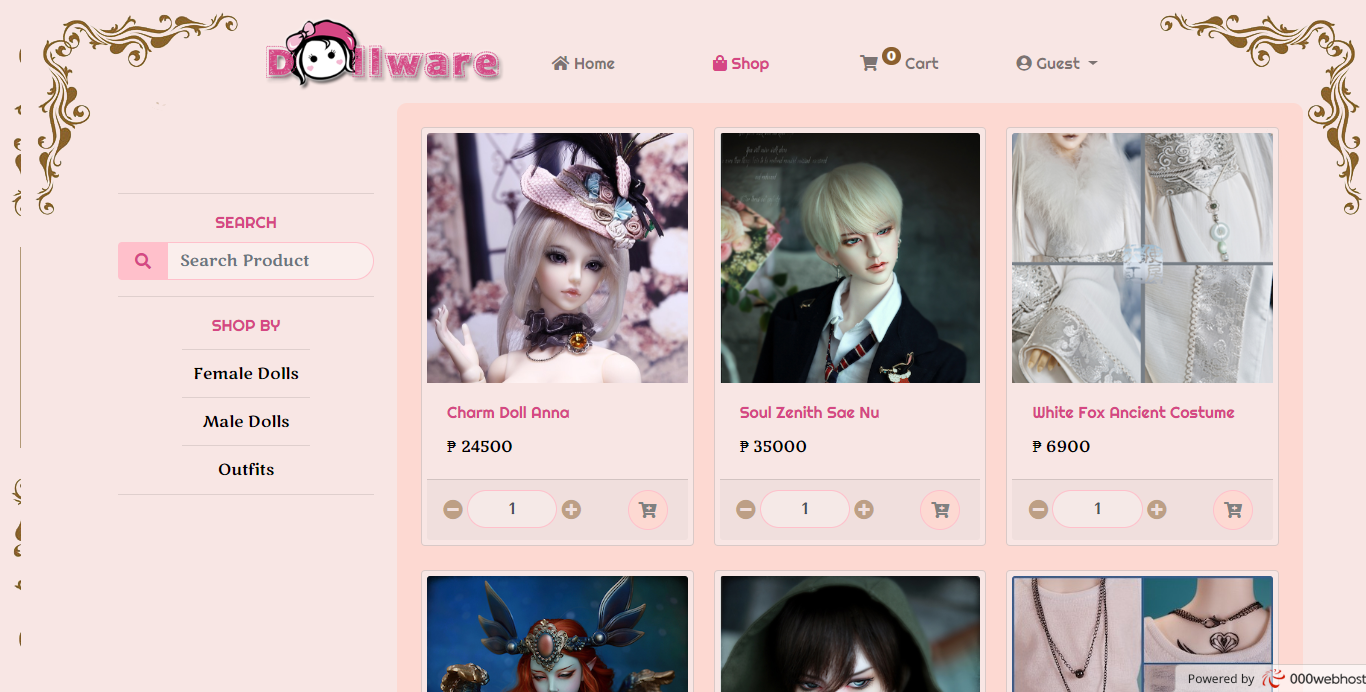 Dollware
Home
Shop
0
Cart
Guest
SEARCH
Search Product
SHOP BY
Female Dolls
Male Dolls
Outfits
Charm Doll Anna
₱ 24500
1
Soul Zenith Sae Nu
₱ 35000
1
White Fox Ancient Costume
₱ 6900
1
Powered by 000webhos